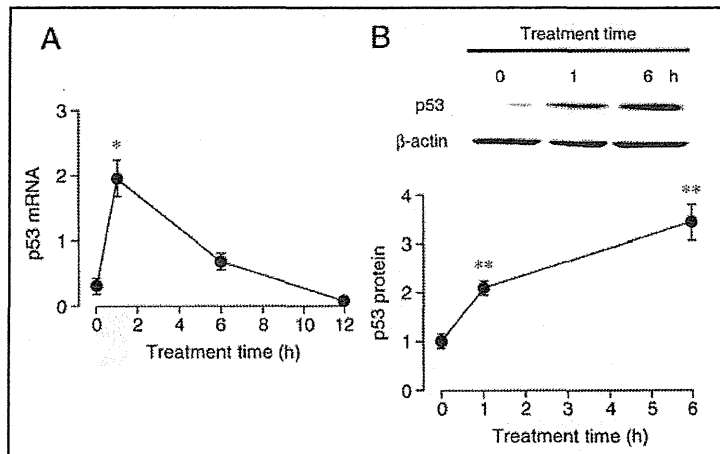 A
p53 mRNA
3
2
1
0
*
0 2 4 6 8 10 12
Treatment time (h)
B
Treatment time
0 1 6 h
p53
β-actin
p53 protein
4
3
2
1
0
**
**
0 1 2 3 4 5 6
Treatment time (h)